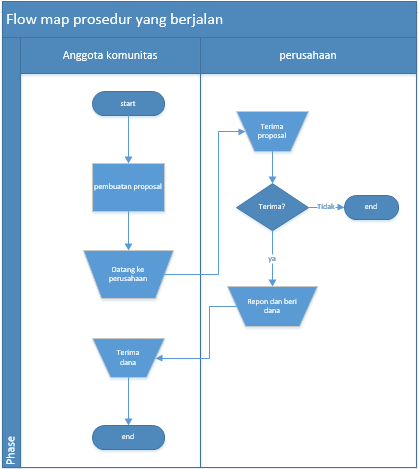 Flow map prosedur yang berjalan
Anggota komunitas
perusahaan
start
Terima
proposal
pembuatan proposal
Terima?
Tidak
end
Datang ke
perusahaan
ya
Repon dan beri
dana
Terima
dana
end
Phase